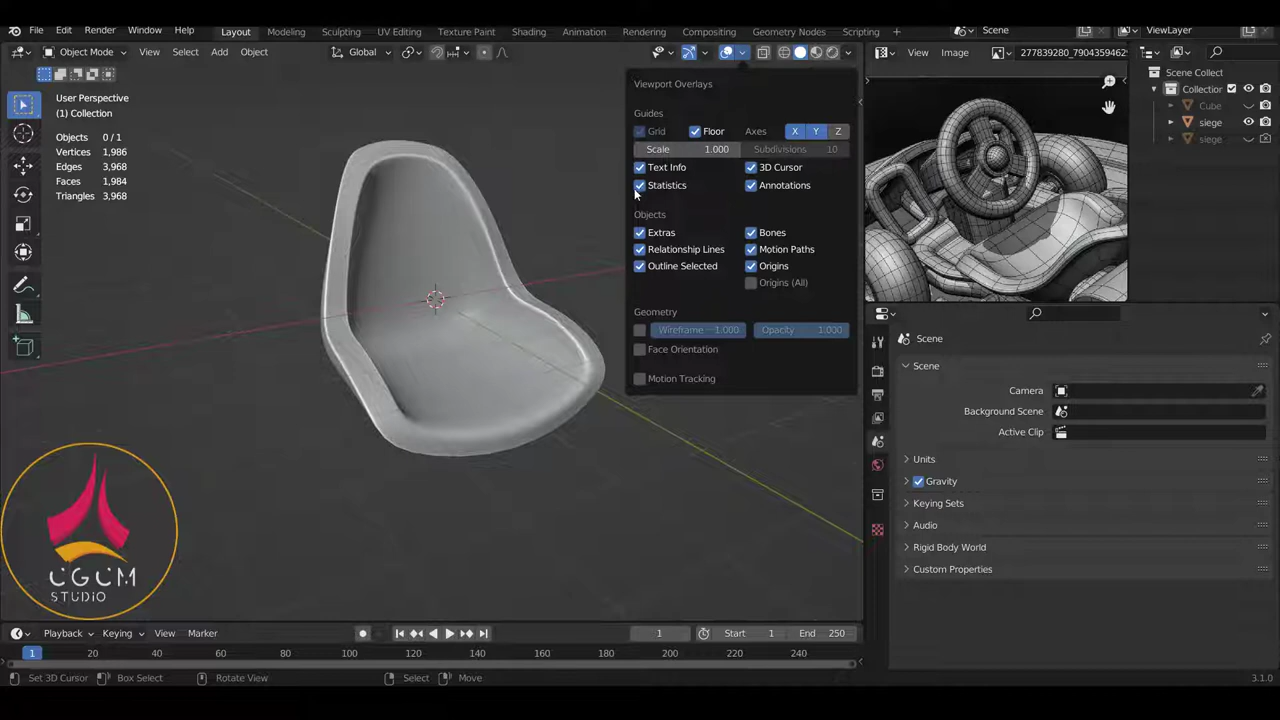 File Edit Render Window Help Layout Modeling Sculpting UV Editing Texture Paint Shading Animation Rendering Compositing Geometry Nodes Scripting + Scene ViewLayer
Object Mode View Select Add Object Global View Image 277839280_7904359462
User Perspective
(1) Collection
Objects 0 / 1
Vertices 1,986
Edges 3,968
Faces 1,984
Triangles 3,968
Viewport Overlays
Guides
Grid Floor Axes X Y Z
Scale 1.000 Subdivisions 10
Text Info 3D Cursor
Statistics Annotations
Objects
Extras Bones
Relationship Lines Motion Paths
Outline Selected Origins
Origins (All)
Geometry
Wireframe 1.000 Opacity 1.000
Face Orientation
Motion Tracking
Scene Collect
Collection
Cube
siege
siege
Scene
Scene
Camera
Background Scene
Active Clip
Units
Gravity
Keying Sets
Audio
Rigid Body World
Custom Properties
CGCM
STUDIO
Playback Keying View Marker 1 Start 1 End 250
1 20 40 60 80 100 120 140 160 180 200 220 240
Set 3D Cursor Box Select Rotate View Select Move 3.1.0